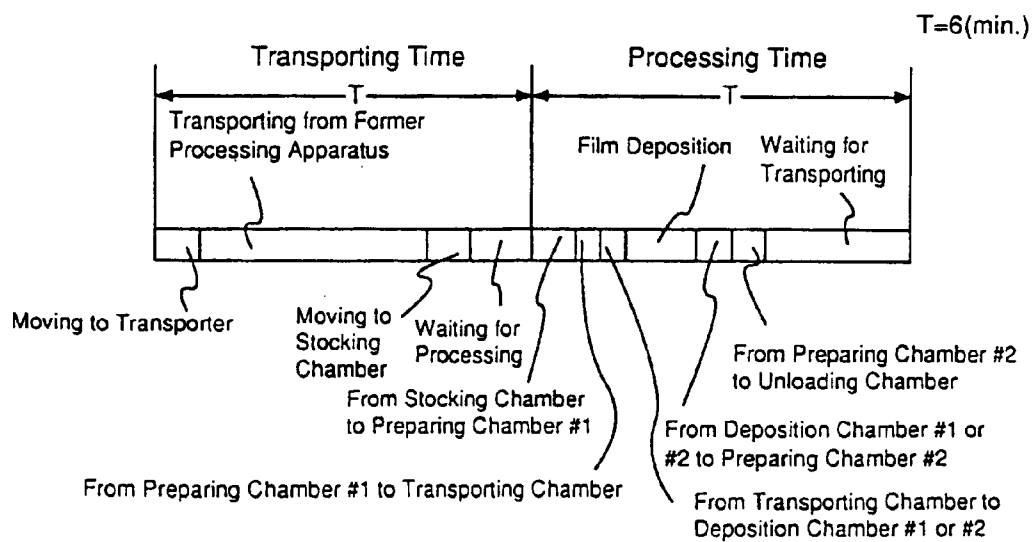 T=6(min.)
Transporting Time
Processing Time
T
T
Transporting from Former
Processing Apparatus
Film Deposition
Waiting for
Transporting
Moving to Transporter
Moving to
Stocking
Chamber
Waiting for
Processing
From Preparing Chamber #2
to Unloading Chamber
From Stocking Chamber
to Preparing Chamber #1
From Deposition Chamber #1 or
#2 to Preparing Chamber #2
From Preparing Chamber #1 to Transporting Chamber
From Transporting Chamber to
Deposition Chamber #1 or #2